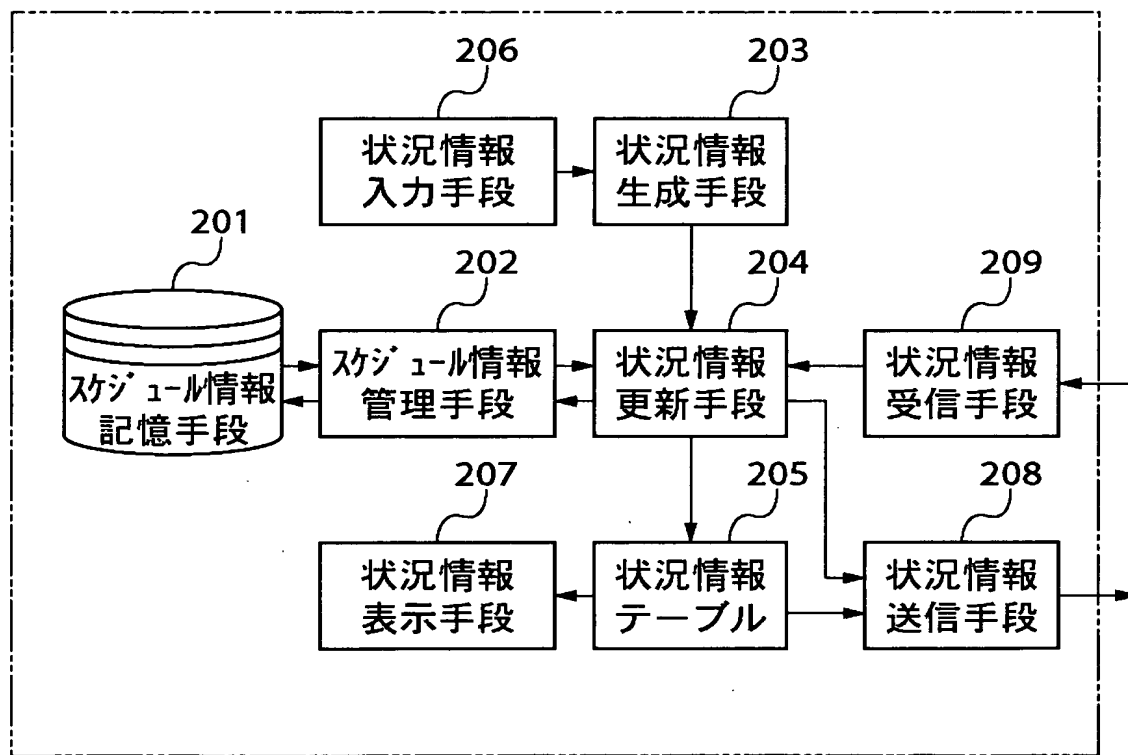 206
203
状況情報
入力手段
状況情報
生成手段
201
202
204
209
スケジュール情報
記憶手段
スケジュール情報
管理手段
状況情報
更新手段
状況情報
受信手段
207
205
208
状況情報
表示手段
状況情報
テーブル
状況情報
送信手段